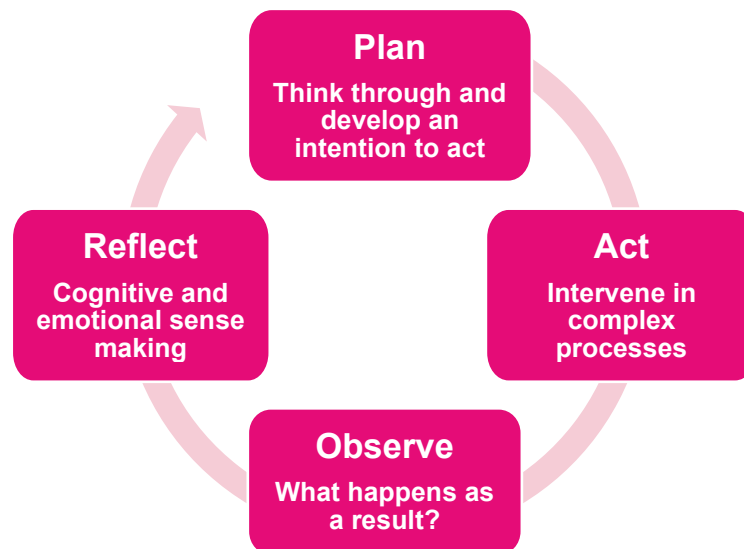 Plan
Think through and
develop an
intention to act
Act
Intervene in
complex
processes
Observe
What happens as
a result?
Reflect
Cognitive and
emotional sense
making